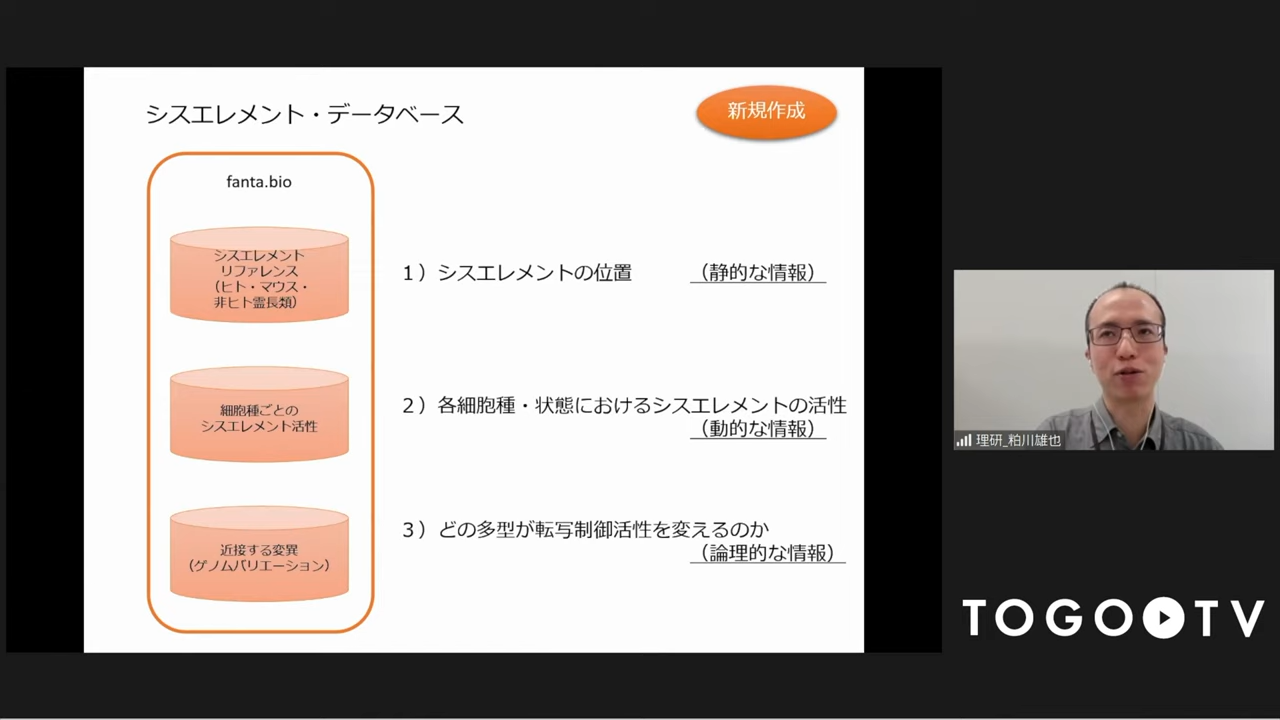 シスエレメント・データベース
新規作成
fanta.bio
シスエレメント
リファレンス
（ヒト・マウス・
非ヒト霊長類）
１）シスエレメントの位置 （静的な情報）
細胞種ごとの
シスエレメント活性
２）各細胞種・状態におけるシスエレメントの活性
（動的な情報）
近接する変異
（ゲノムバリエーション）
３）どの多型が転写制御活性を変えるのか
（論理的な情報）
理研_粕川雄也
TOGO TV